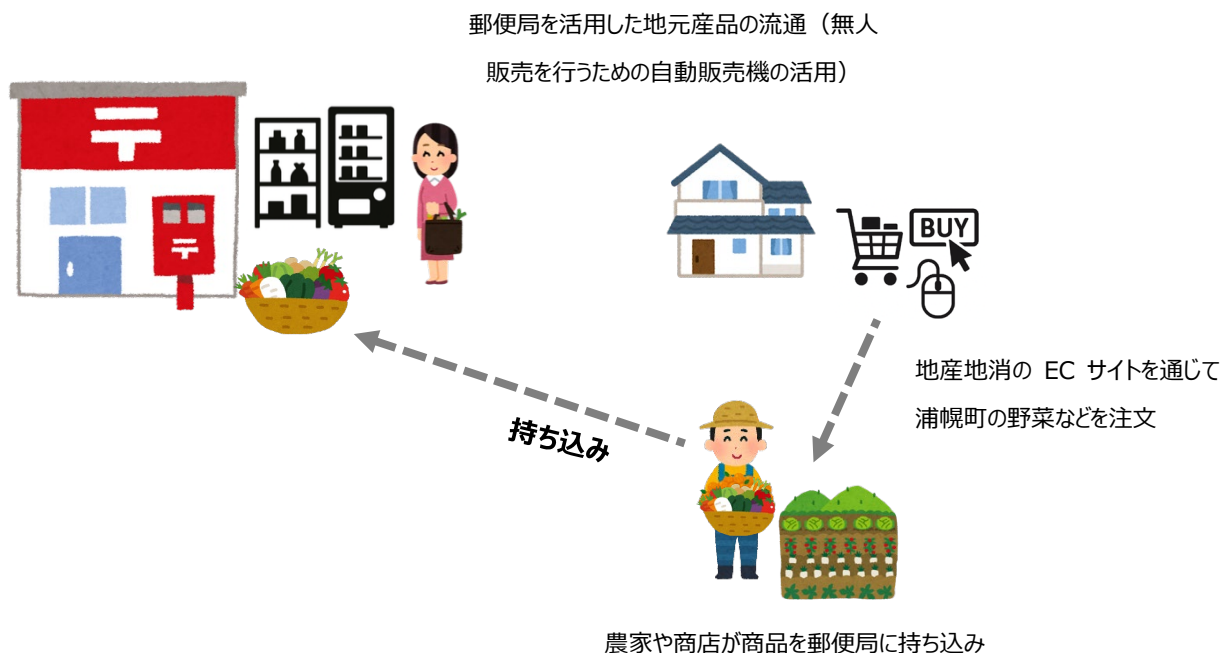 郵便局を活用した地元産品の流通（無人
販売を行うための自動販売機の活用）
〒
〒
BUY
地産地消の EC サイトを通じて
浦幌町の野菜などを注文
持ち込み
農家や商店が商品を郵便局に持ち込み